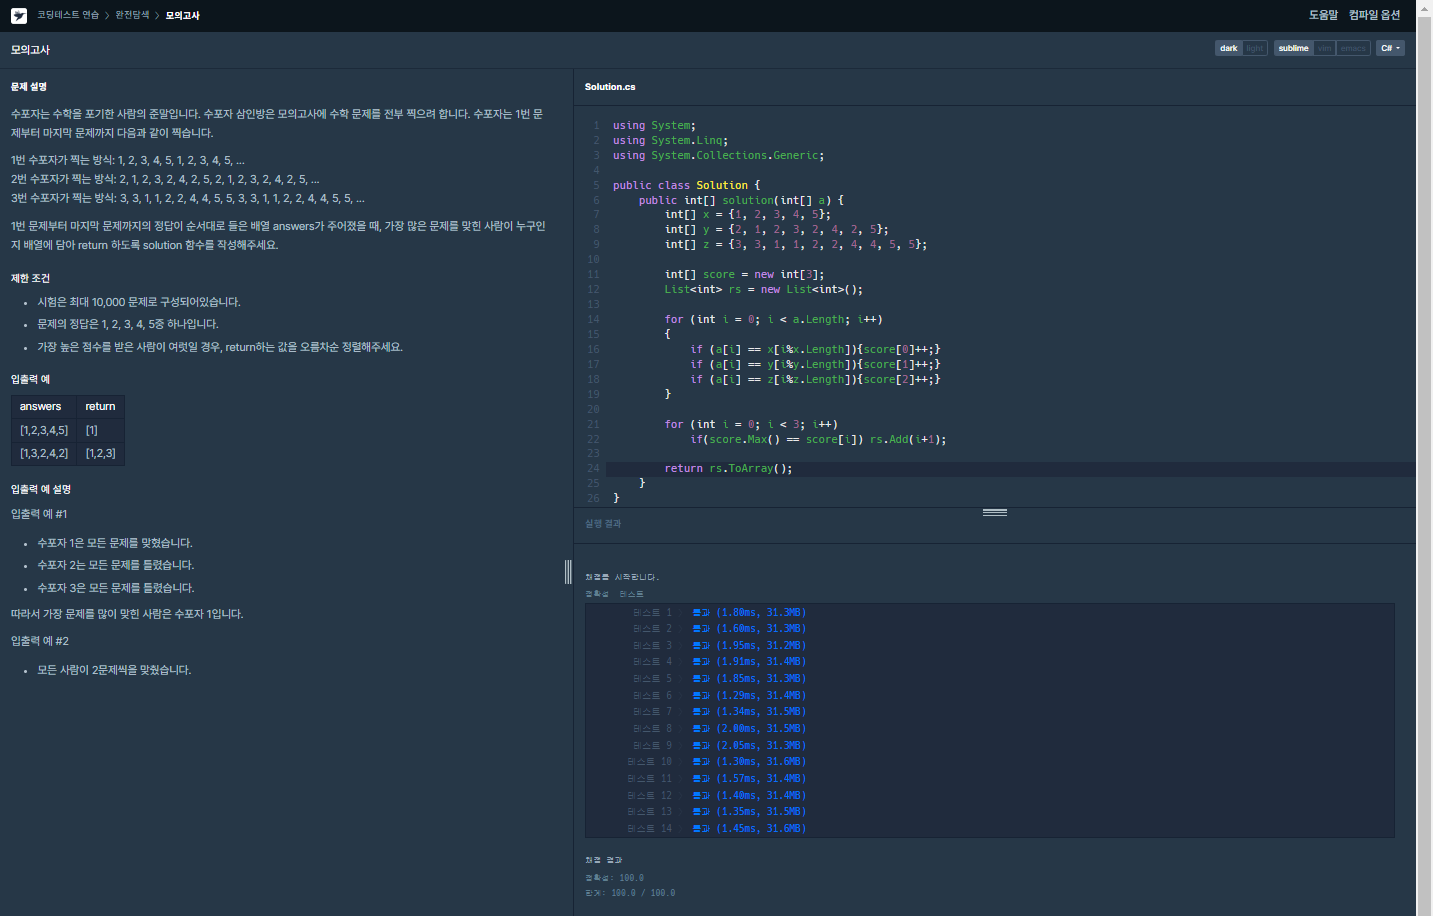 코딩테스트 연습 > 완전탐색 > 모의고사
도움말 컴파일 옵션
모의고사
dark light sublime vim emacs C#
문제 설명
수포자는 수학을 포기한 사람의 준말입니다. 수포자 삼인방은 모의고사에 수학 문제를 전부 찍으려 합니다. 수포자는 1번 문
제부터 마지막 문제까지 다음과 같이 찍습니다.
1번 수포자가 찍는 방식: 1, 2, 3, 4, 5, 1, 2, 3, 4, 5, ...
2번 수포자가 찍는 방식: 2, 1, 2, 3, 2, 4, 2, 5, 2, 1, 2, 3, 2, 4, 2, 5, ...
3번 수포자가 찍는 방식: 3, 3, 1, 1, 2, 2, 4, 4, 5, 5, 3, 3, 1, 1, 2, 2, 4, 4, 5, 5, ...
1번 문제부터 마지막 문제까지의 정답이 순서대로 들은 배열 answers가 주어졌을 때, 가장 많은 문제를 맞힌 사람이 누구인
지 배열에 담아 return 하도록 solution 함수를 작성해주세요.
제한 조건
• 시험은 최대 10,000 문제로 구성되어있습니다.
• 문제의 정답은 1, 2, 3, 4, 5중 하나입니다.
• 가장 높은 점수를 받은 사람이 여럿일 경우, return하는 값을 오름차순 정렬해주세요.
입출력 예
answers return
[1,2,3,4,5] [1]
[1,3,2,4,2] [1,2,3]
입출력 예 설명
입출력 예 #1
• 수포자 1은 모든 문제를 맞혔습니다.
• 수포자 2는 모든 문제를 틀렸습니다.
• 수포자 3은 모든 문제를 틀렸습니다.
따라서 가장 문제를 많이 맞힌 사람은 수포자 1입니다.
입출력 예 #2
• 모든 사람이 2문제씩을 맞췄습니다.
Solution.cs
1 using System;
2 using System.Linq;
3 using System.Collections.Generic;
4
5 public class Solution {
6 public int[] solution(int[] a) {
7 int[] x = {1, 2, 3, 4, 5};
8 int[] y = {2, 1, 2, 3, 2, 4, 2, 5};
9 int[] z = {3, 3, 1, 1, 2, 2, 4, 4, 5, 5};
10
11 int[] score = new int[3];
12 List<int> rs = new List<int>();
13
14 for (int i = 0; i < a.Length; i++)
15 {
16 if (a[i] == x[i%x.Length]){score[0]++;}
17 if (a[i] == y[i%y.Length]){score[1]++;}
18 if (a[i] == z[i%z.Length]){score[2]++;}
19 }
20
21 for (int i = 0; i < 3; i++)
22 if(score.Max() == score[i]) rs.Add(i+1);
23
24 return rs.ToArray();
25 }
26 }
실행 결과
채점을 시작합니다.
정확성 테스트
테스트 1 통과 (1.80ms, 31.3MB)
테스트 2 통과 (1.60ms, 31.3MB)
테스트 3 통과 (1.95ms, 31.2MB)
테스트 4 통과 (1.91ms, 31.4MB)
테스트 5 통과 (1.85ms, 31.3MB)
테스트 6 통과 (1.29ms, 31.4MB)
테스트 7 통과 (1.34ms, 31.5MB)
테스트 8 통과 (2.00ms, 31.5MB)
테스트 9 통과 (2.05ms, 31.3MB)
테스트 10 통과 (1.30ms, 31.6MB)
테스트 11 통과 (1.57ms, 31.4MB)
테스트 12 통과 (1.40ms, 31.4MB)
테스트 13 통과 (1.35ms, 31.5MB)
테스트 14 통과 (1.45ms, 31.6MB)
채점 결과
정확성: 100.0
합계: 100.0 / 100.0